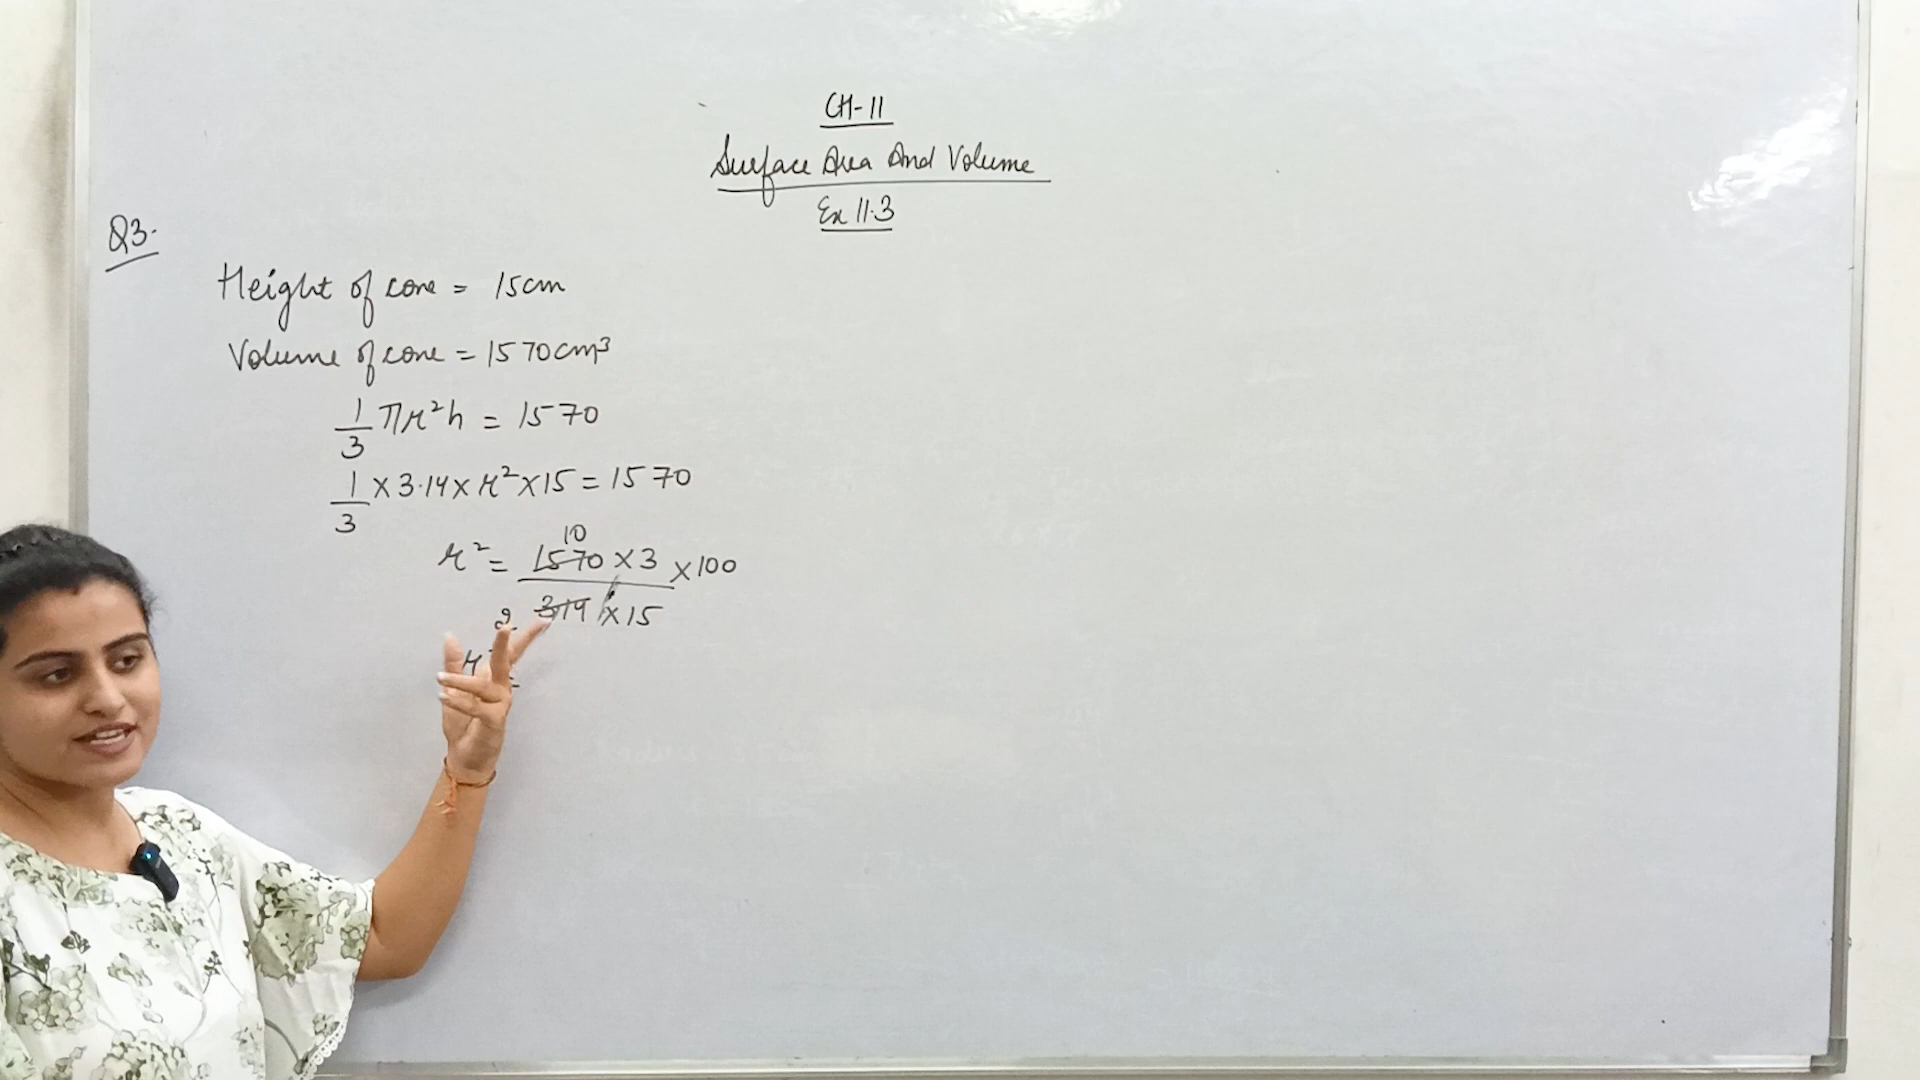 CH-11
Surface Area And Volume
Ex 11.3
Q3.
Height of cone = 15cm
Volume of cone = 1570cm³
1/3 πr²h = 1570
1/3 × 3.14 × r² × 15 = 1570
10
r² = 1570 × 3 / 314 × 15 × 100
r² =